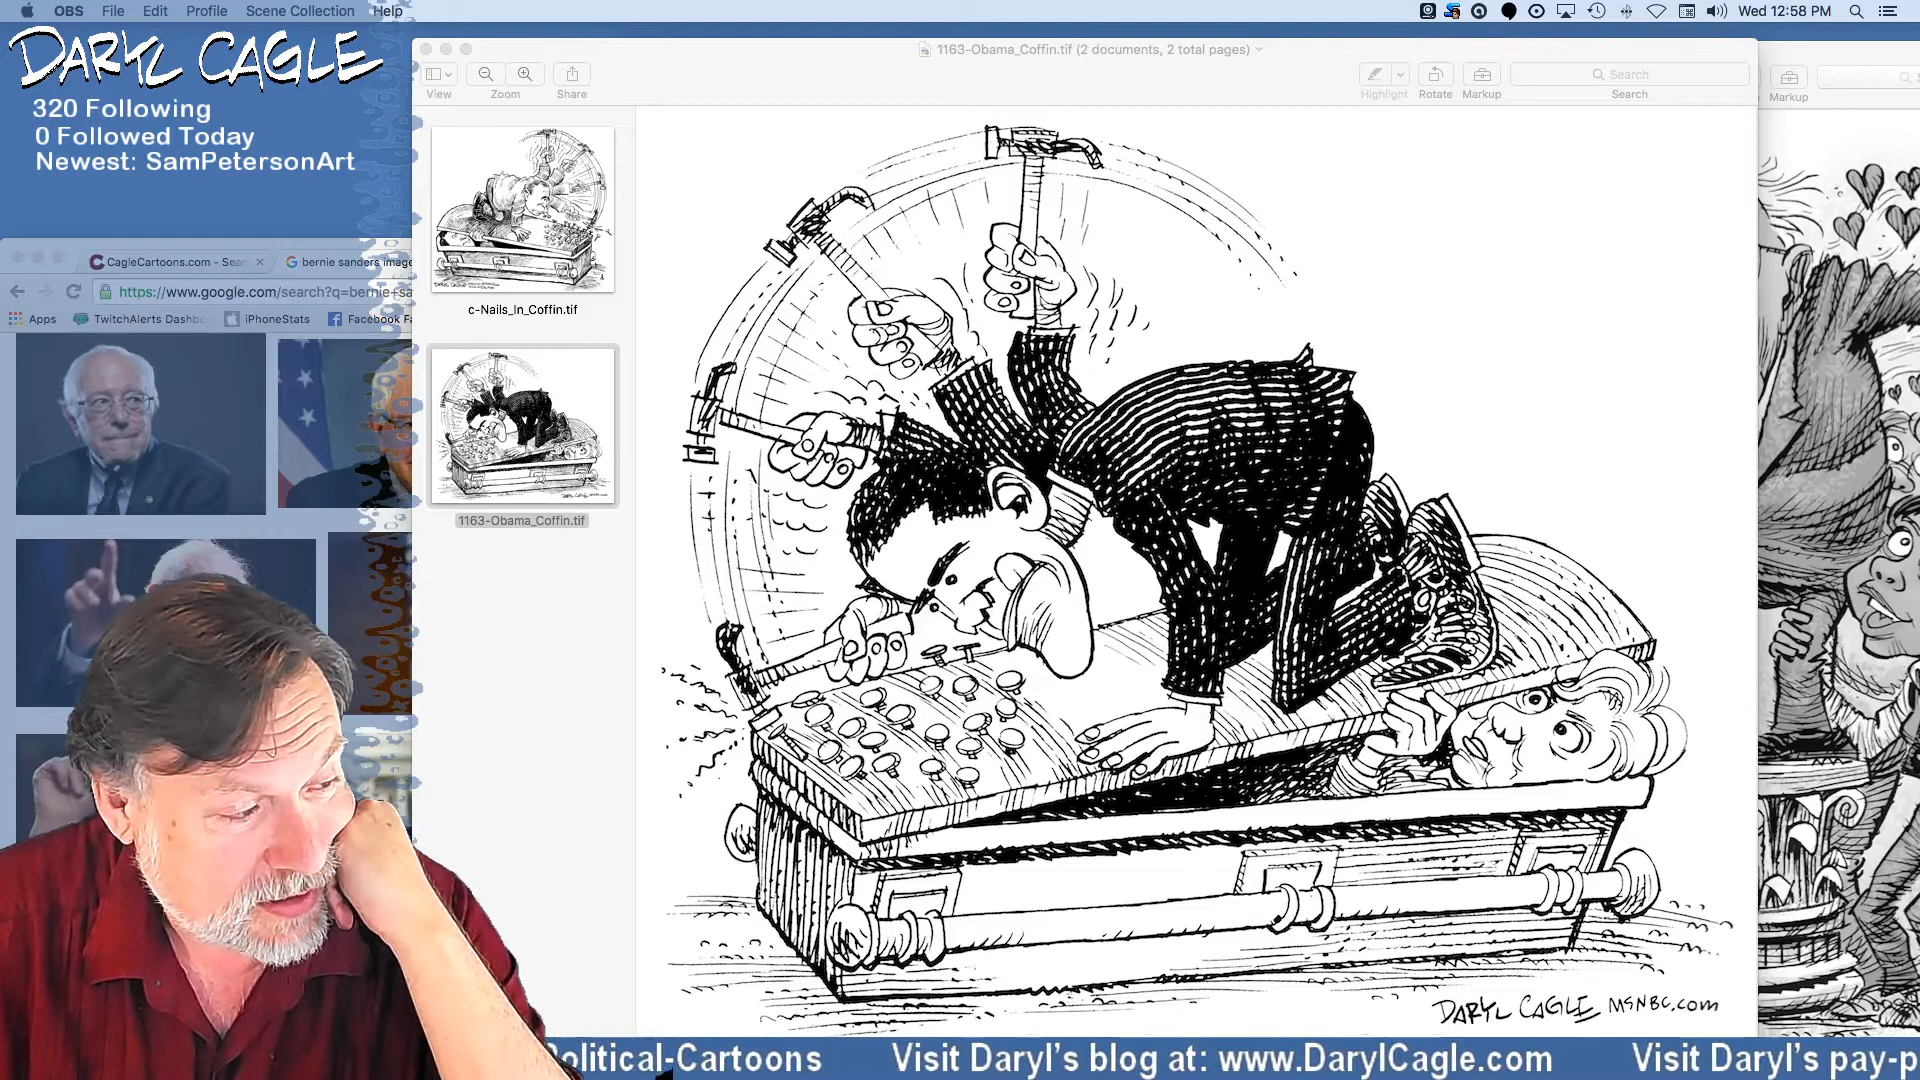 OBS File Edit Profile Scene Collection Help
Wed 12:58 PM
DARYL CAGLE
320 Following
0 Followed Today
Newest: SamPetersonArt
1163-Obama_Coffin.tif (2 documents, 2 total pages)
View Zoom Share Highlight Rotate Markup Search
Search
Markup
CagleCartoons.com - Sear
bernie sanders image
https://www.google.com/search?q=bernie+sa
Apps TwitchAlerts Dashbo iPhoneStats Facebook Fa
c-Nails_In_Coffin.tif
1163-Obama_Coffin.tif
DARYL CAGLE MSNBC.com
Political-Cartoons Visit Daryl's blog at: www.DarylCagle.com Visit Daryl's pay-p